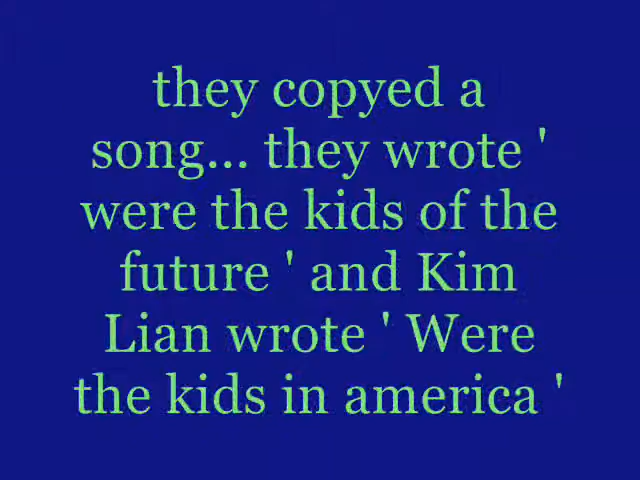 they copyed a
song... they wrote '
were the kids of the
future ' and Kim
Lian wrote ' Were
the kids in america '